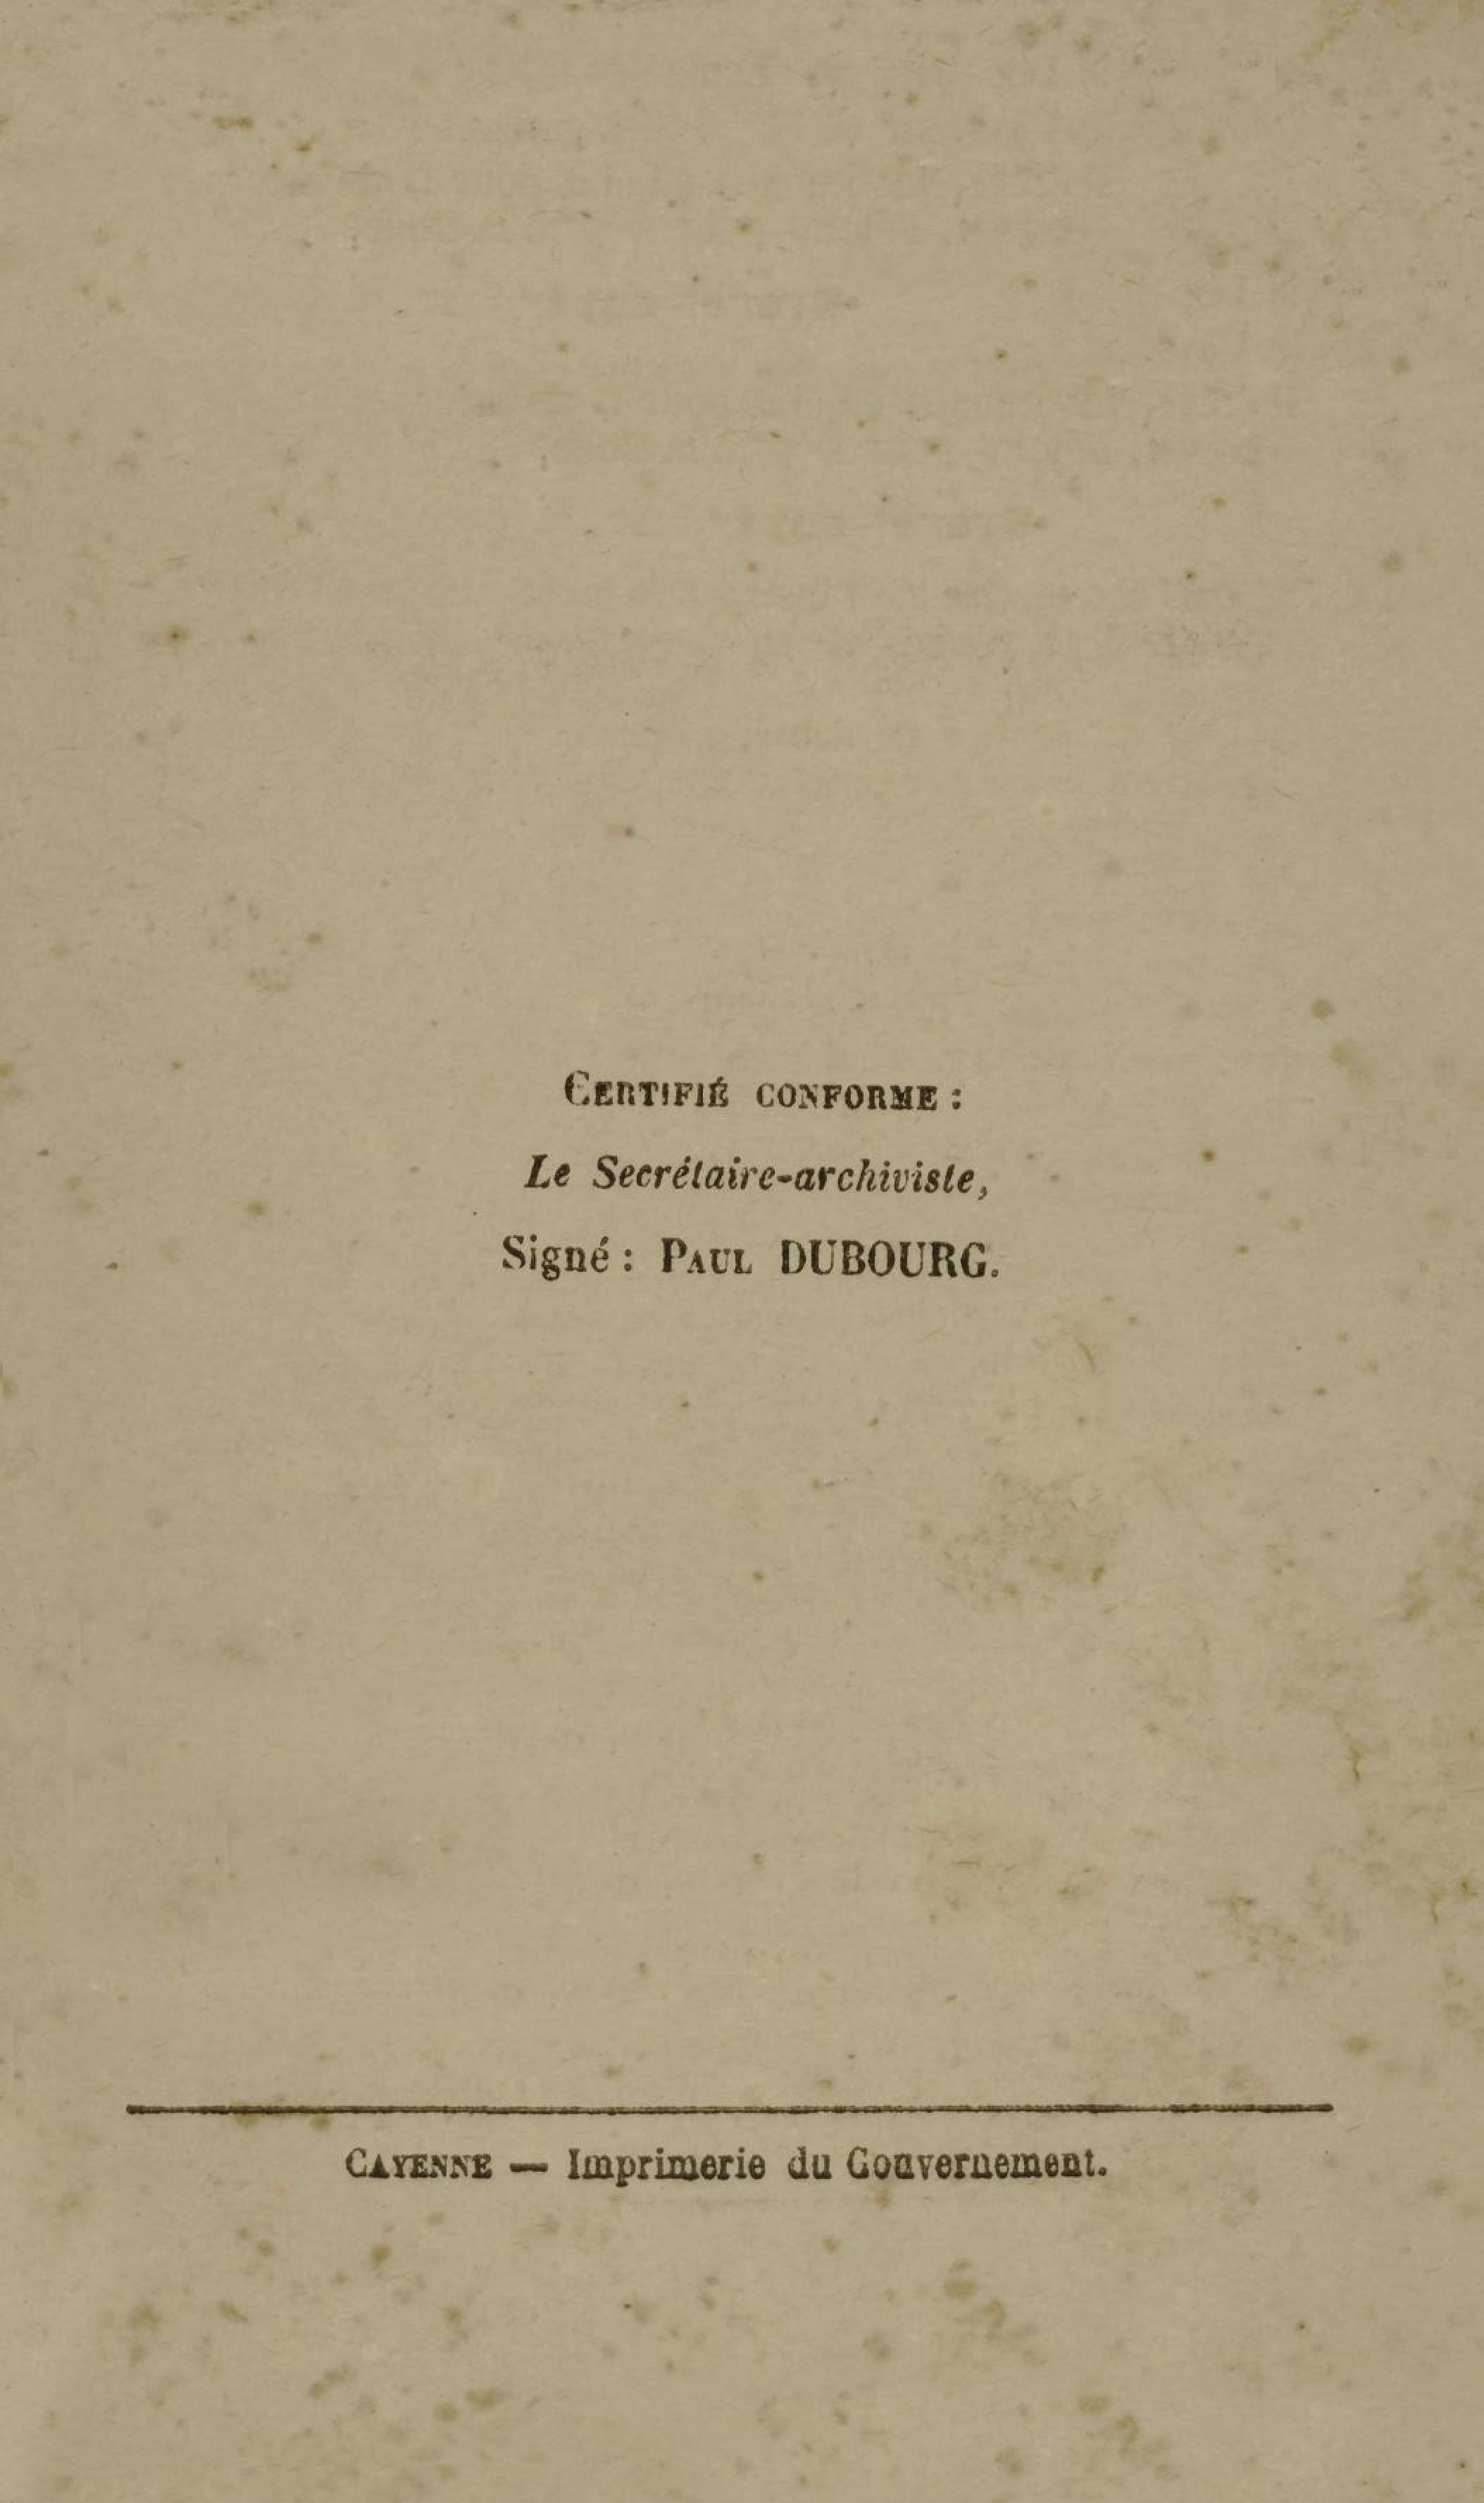 CERTIFIÉ CONFORME :
Le Secrétaire-archiviste,
Signé : PAUL DUBOURG.
CAYENNE — Imprimerie du Gouvernement.